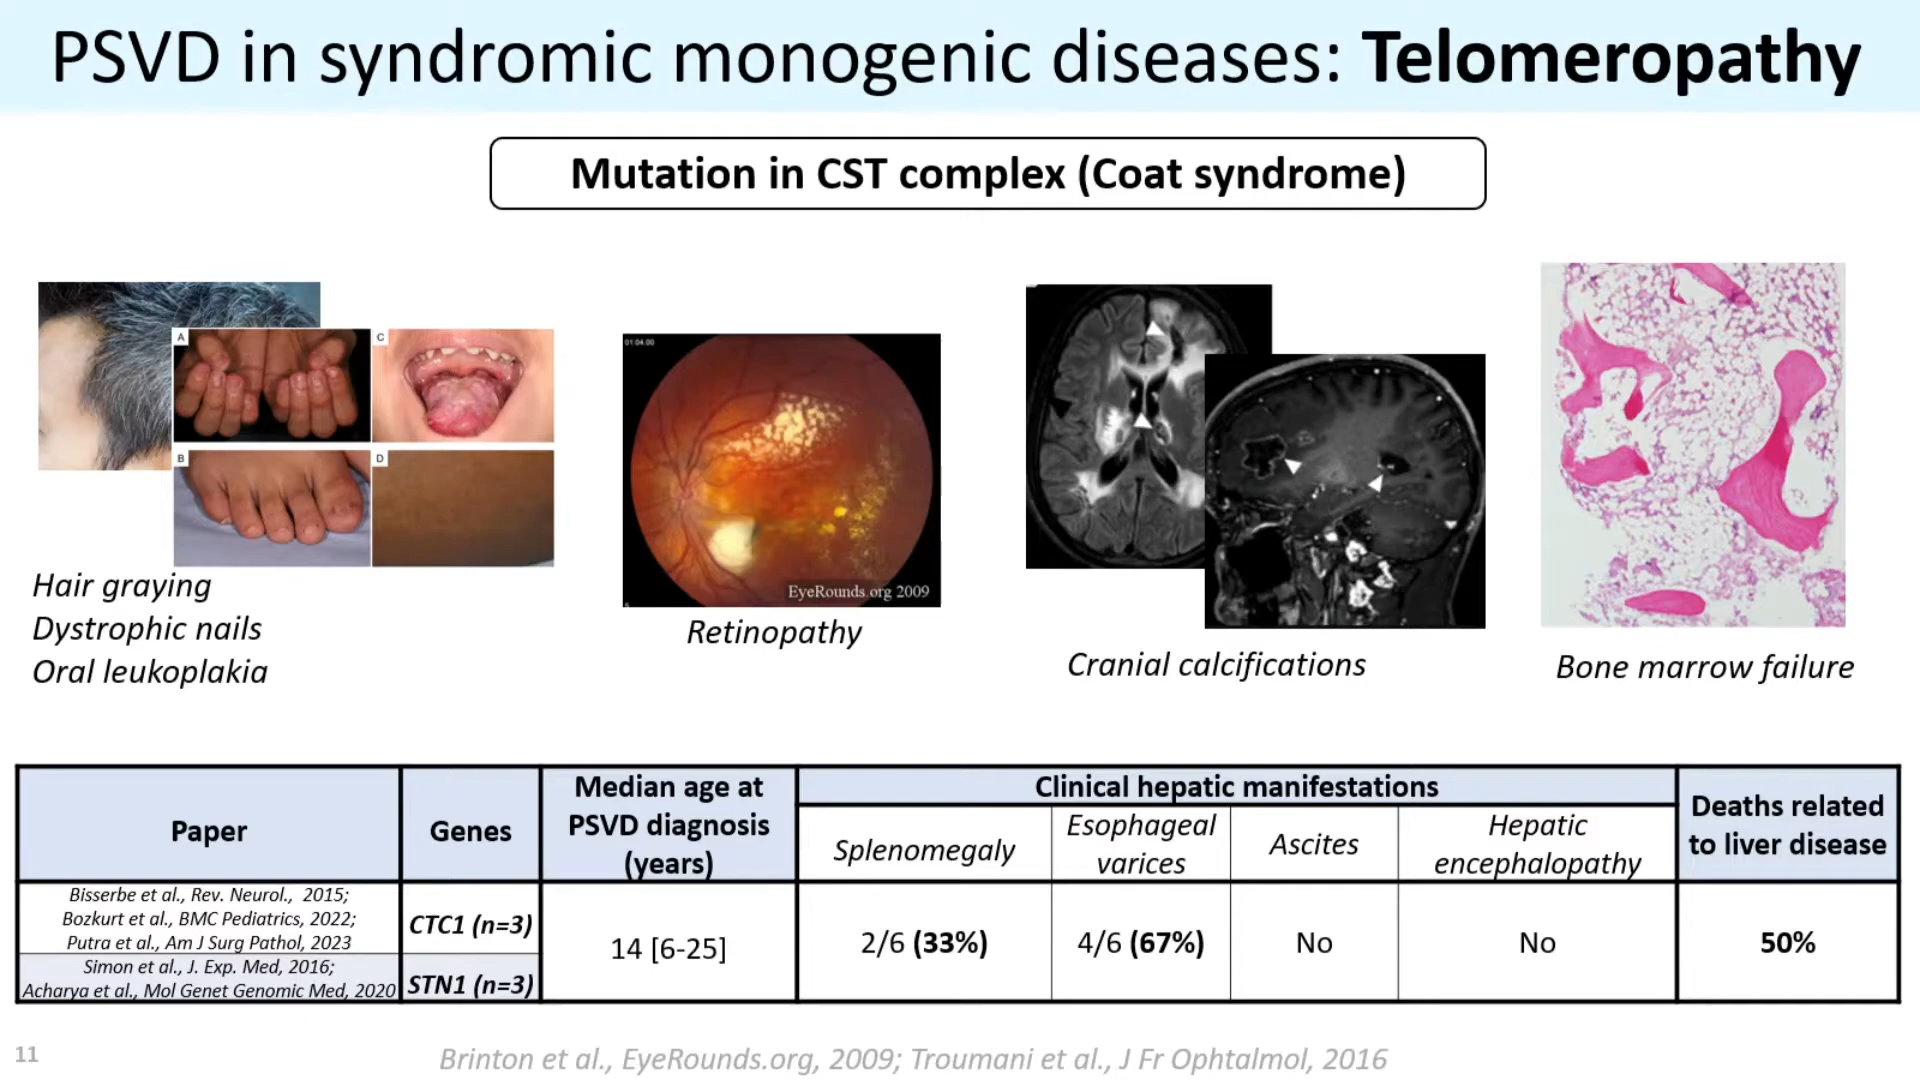 PSVD in syndromic monogenic diseases: Telomeropathy
Mutation in CST complex (Coat syndrome)
A
C
B
D
Hair graying
Dystrophic nails
Oral leukoplakia
01:04.00
EyeRounds.org 2009
Retinopathy
Cranial calcifications
Bone marrow failure
Paper
Genes
Median age at
PSVD diagnosis
(years)
Clinical hepatic manifestations
Splenomegaly
Esophageal
varices
Ascites
Hepatic
encephalopathy
Deaths related
to liver disease
Bisserbe et al., Rev. Neurol., 2015;
Bozkurt et al., BMC Pediatrics, 2022;
Putra et al., Am J Surg Pathol, 2023
CTC1 (n=3)
Simon et al., J. Exp. Med, 2016;
Acharya et al., Mol Genet Genomic Med, 2020
STN1 (n=3)
14 [6-25]
2/6 (33%)
4/6 (67%)
No
No
50%
11
Brinton et al., EyeRounds.org, 2009; Troumani et al., J Fr Ophtalmol, 2016